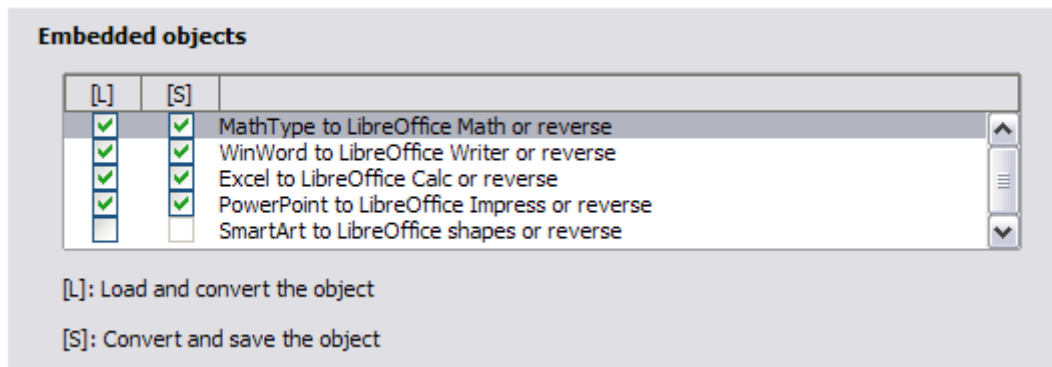 Embedded objects
[L] [S]
MathType to LibreOffice Math or reverse
WinWord to LibreOffice Writer or reverse
Excel to LibreOffice Calc or reverse
PowerPoint to LibreOffice Impress or reverse
SmartArt to LibreOffice shapes or reverse
[L]: Load and convert the object
[S]: Convert and save the object